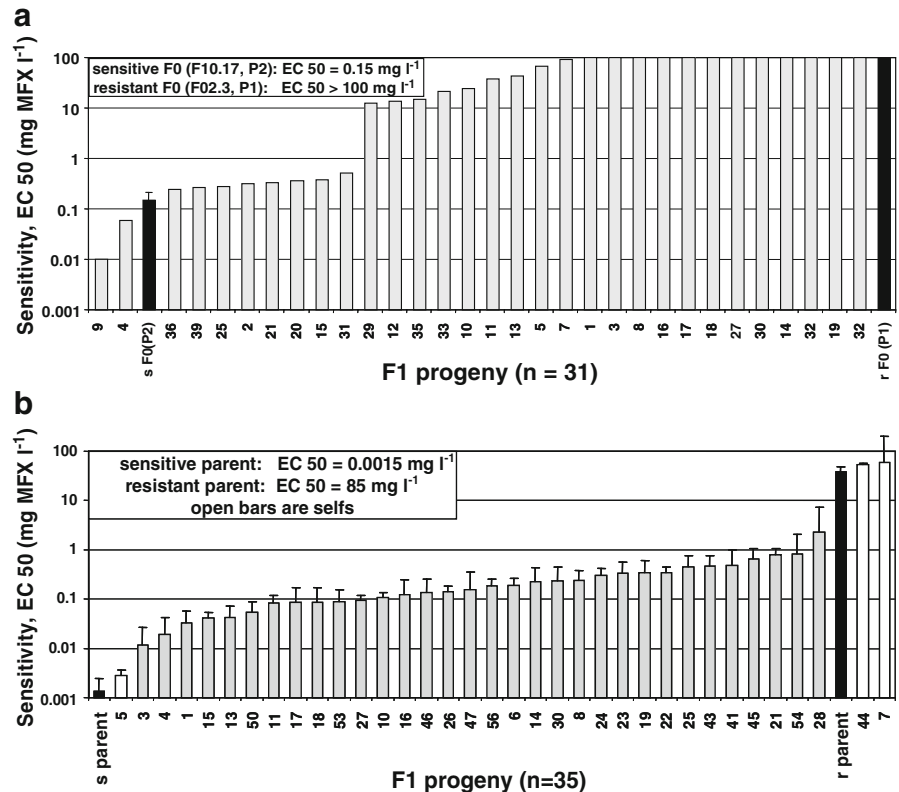 a
Sensitivity, EC 50 (mg MFX l-1)
100
10
1
0.1
0.01
0.001
sensitive F0 (F10.17, P2): EC 50 = 0.15 mg l-1
resistant F0 (F02.3, P1): EC 50 > 100 mg l-1
9 4 s F0(P2) 36 39 25 2 21 20 15 31 29 12 35 33 10 11 13 5 7 1 3 8 16 17 18 27 30 14 32 19 32 r F0 (P1)
F1 progeny (n = 31)
b
Sensitivity, EC 50 (mg MFX l-1)
100
10
1
0.1
0.01
0.001
sensitive parent: EC 50 = 0.0015 mg l-1
resistant parent: EC 50 = 85 mg l-1
open bars are selfs
s parent 5 3 4 1 15 13 50 11 17 18 53 27 10 16 46 26 47 56 6 14 30 8 24 23 19 22 25 43 41 45 21 54 28 r parent 44 7
F1 progeny (n=35)